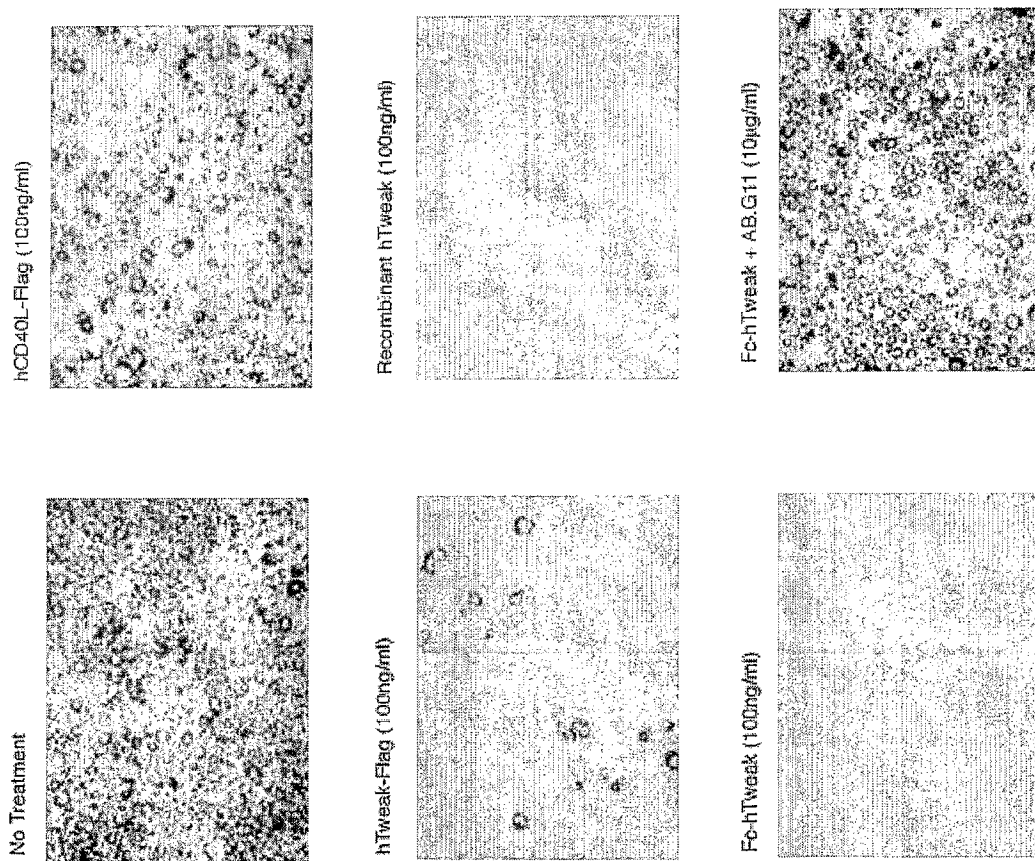 No Treatment
hCD40L-Flag (100ng/ml)
hTweak-Flag (100ng/ml)
Recombinant hTweak (100ng/ml)
Fc-hTweak (100ng/ml)
Fc-hTweak + AB.G11 (10µg/ml)